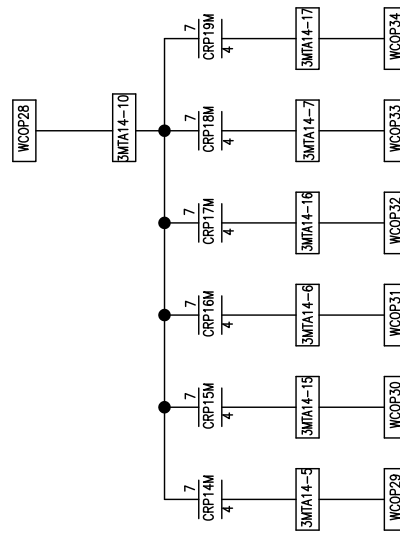 WCOP28
3MTA14-10
7
CRP14M
4
3MTA14-5
WCOP29
7
CRP15M
4
3MTA14-15
WCOP30
7
CRP16M
4
3MTA14-6
WCOP31
7
CRP17M
4
3MTA14-16
WCOP32
7
CRP18M
4
3MTA14-7
WCOP33
7
CRP19M
4
3MTA14-17
WCOP34